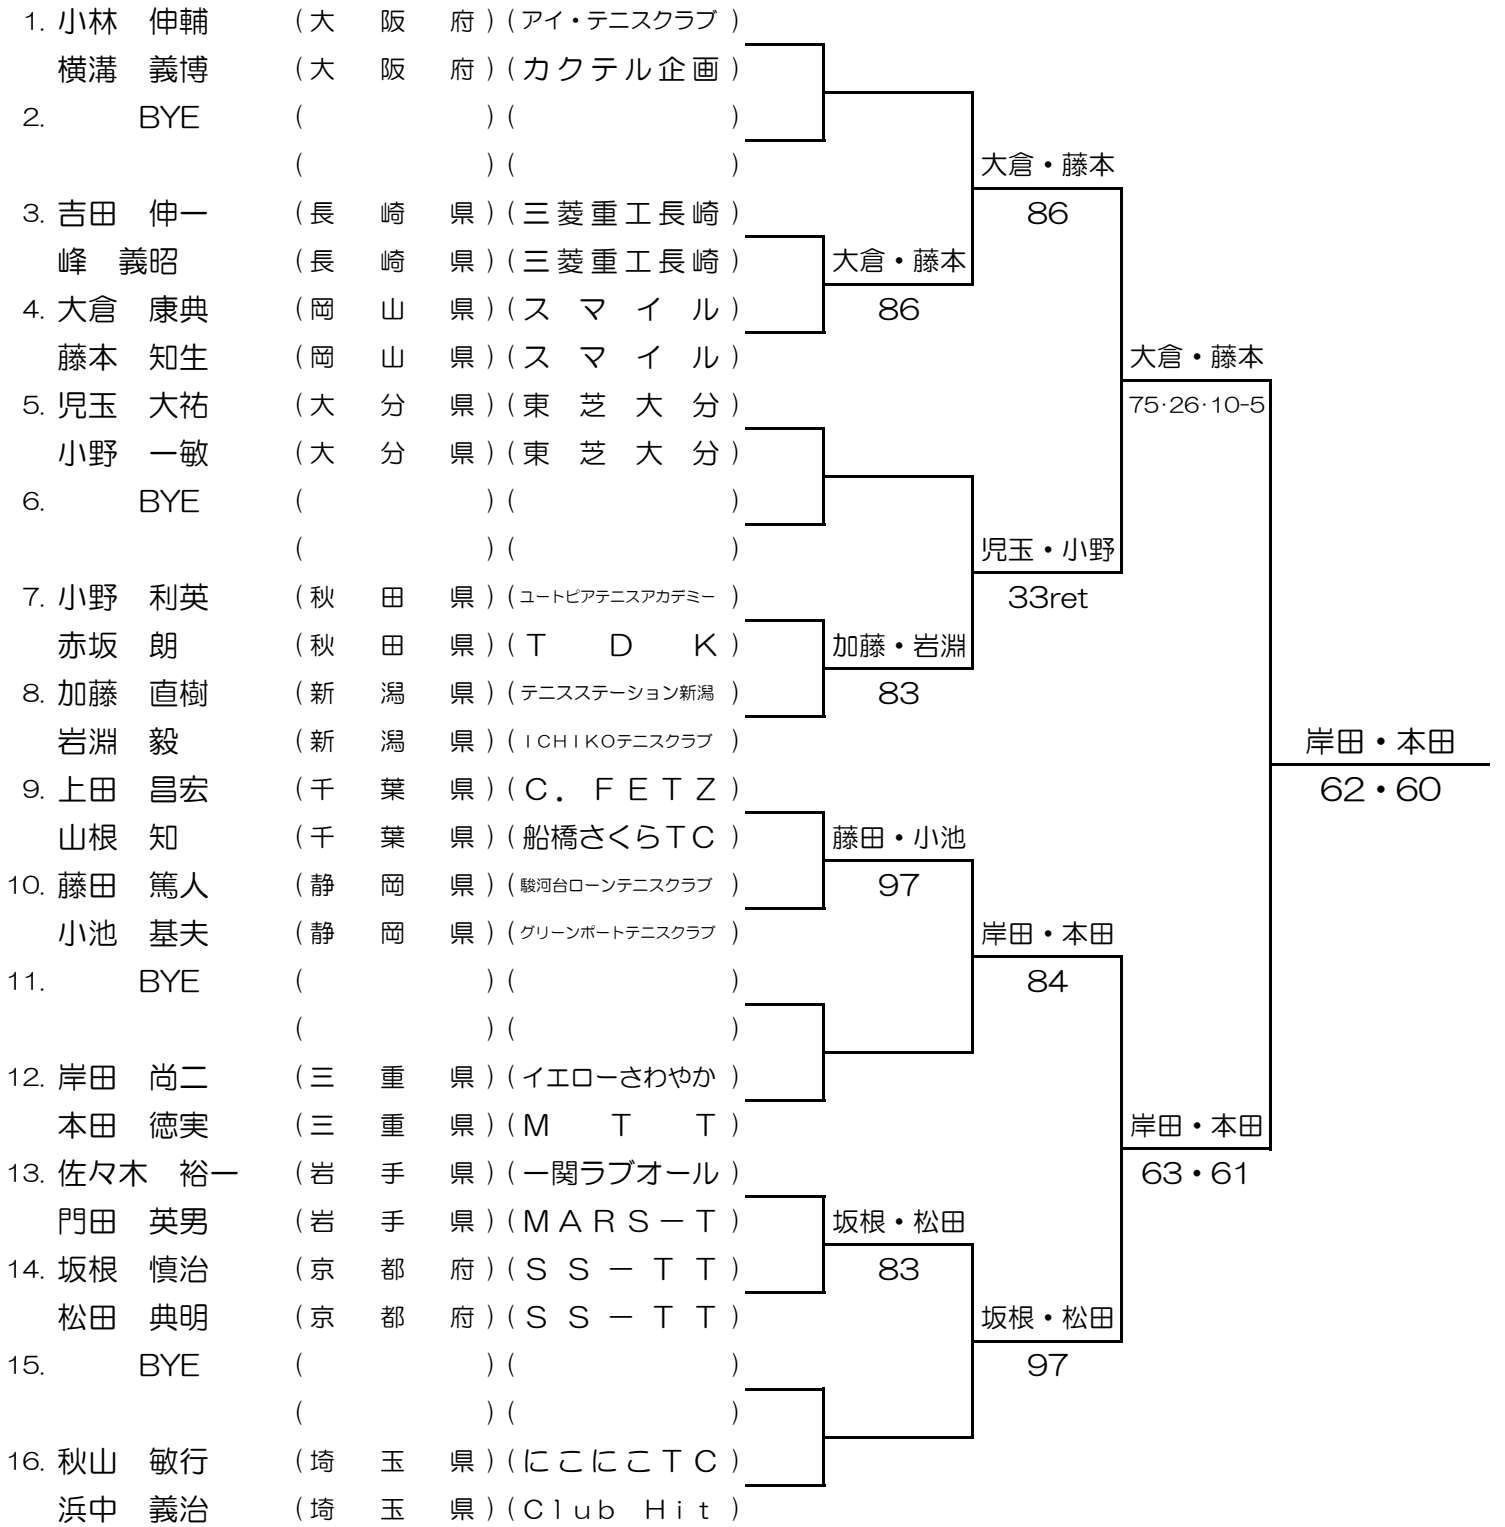 1. 小林　伸輔 (大　阪　府) (アイ・テニスクラブ)
横溝　義博 (大　阪　府) (カクテル企画)
2. BYE (　) (　)
(　) (　)
大倉・藤本
3. 吉田　伸一 (長　崎　県) (三菱重工長崎)
86
峰　義昭 (長　崎　県) (三菱重工長崎)
大倉・藤本
4. 大倉　康典 (岡　山　県) (スマイル)
86
藤本　知生 (岡　山　県) (スマイル)
大倉・藤本
5. 児玉　大祐 (大　分　県) (東芝大分)
75·26·10-5
小野　一敏 (大　分　県) (東芝大分)
6. BYE (　) (　)
(　) (　)
児玉・小野
7. 小野　利英 (秋　田　県) (ユートピアテニスアカデミー)
33ret
赤坂　朗 (秋　田　県) (TDK)
加藤・岩淵
8. 加藤　直樹 (新　潟　県) (テニスステーション新潟)
83
岩淵　毅 (新　潟　県) (ICHIKOテニスクラブ)
岸田・本田
9. 上田　昌宏 (千　葉　県) (C．FETZ)
62・60
山根　知 (千　葉　県) (船橋さくらTC)
藤田・小池
10. 藤田　篤人 (静　岡　県) (駿河台ローンテニスクラブ)
97
小池　基夫 (静　岡　県) (グリーンポートテニスクラブ)
岸田・本田
11. BYE (　) (　)
84
(　) (　)
12. 岸田　尚二 (三　重　県) (イエローさわやか)
本田　徳実 (三　重　県) (MTT)
岸田・本田
13. 佐々木　裕一 (岩　手　県) (一関ラブオール)
63・61
門田　英男 (岩　手　県) (MARS－T)
坂根・松田
14. 坂根　慎治 (京　都　府) (SS－TT)
83
松田　典明 (京　都　府) (SS－TT)
坂根・松田
15. BYE (　) (　)
97
(　) (　)
16. 秋山　敏行 (埼　玉　県) (にこにこTC)
浜中　義治 (埼　玉　県) (Club Hit)